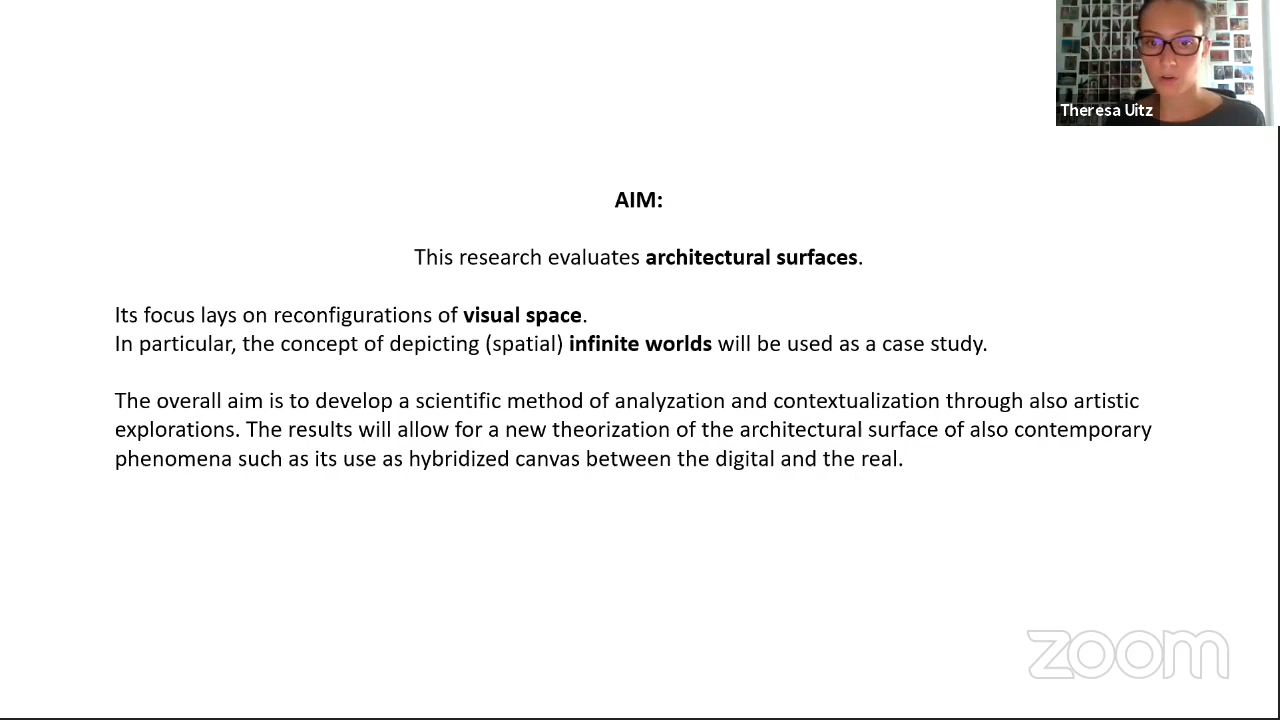 Theresa Uitz
AIM:
This research evaluates architectural surfaces.
Its focus lays on reconfigurations of visual space.
In particular, the concept of depicting (spatial) infinite worlds will be used as a case study.
The overall aim is to develop a scientific method of analyzation and contextualization through also artistic
explorations. The results will allow for a new theorization of the architectural surface of also contemporary
phenomena such as its use as hybridized canvas between the digital and the real.
zoom